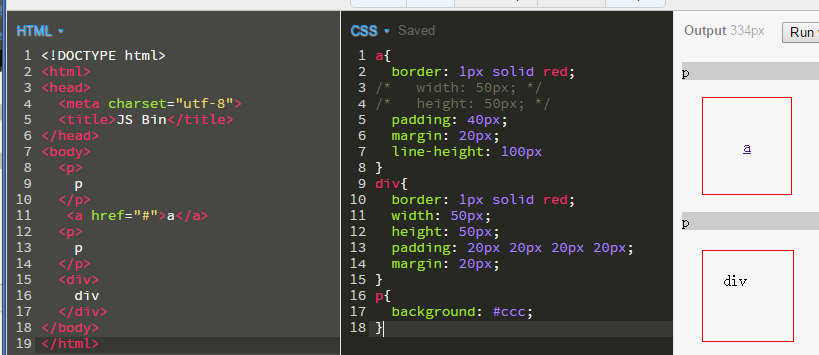 HTML
1 <!DOCTYPE html>
2 <html>
3 <head>
4 <meta charset="utf-8">
5 <title>JS Bin</title>
6 </head>
7 <body>
8 <p>
9 p
10 </p>
11 <a href="#">a</a>
12 <p>
13 p
14 </p>
15 <div>
16 div
17 </div>
18 </body>
19 </html>
CSS Saved
1 a{
2 border: 1px solid red;
3 /* width: 50px; */
4 /* height: 50px; */
5 padding: 40px;
6 margin: 20px;
7 line-height: 100px
8 }
9 div{
10 border: 1px solid red;
11 width: 50px;
12 height: 50px;
13 padding: 20px 20px 20px 20px;
14 margin: 20px;
15 }
16 p{
17 background: #ccc;
18 }
Output 334px
Run
p
a
p
div